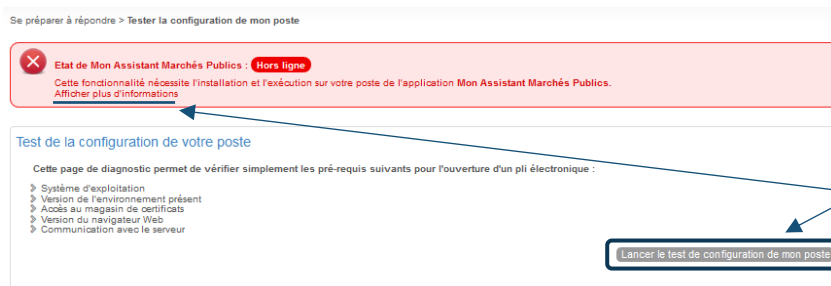 Se préparer à répondre > Tester la configuration de mon poste
Etat de Mon Assistant Marchés Publics : Hors ligne
Cette fonctionnalité nécessite l'installation et l'exécution sur votre poste de l'application Mon Assistant Marchés Publics.
Afficher plus d'informations
Test de la configuration de votre poste
Cette page de diagnostic permet de vérifier simplement les pré-requis suivants pour l'ouverture d'un pli électronique :
Système d'exploitation
Version de l'environnement présent
Accès au magasin de certificats
Version du navigateur Web
Communication avec le serveur
Lancer le test de configuration de mon poste